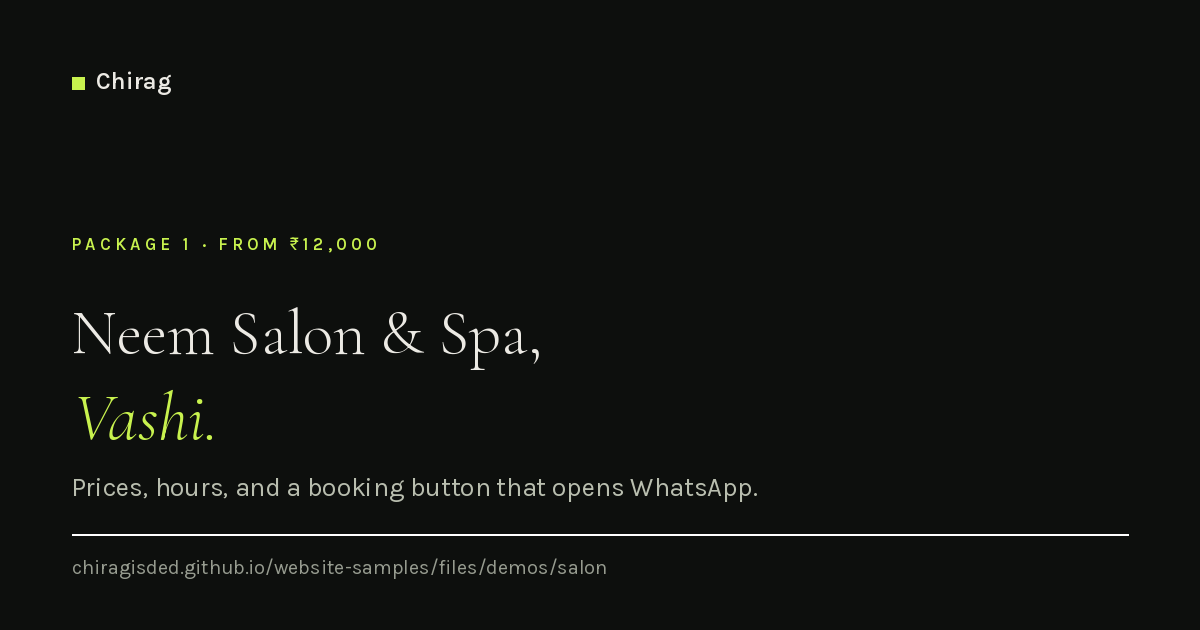 Chirag
PACKAGE 1 · FROM ₹12,000
Neem Salon & Spa,
Vashi.
Prices, hours, and a booking button that opens WhatsApp.
chiragisded.github.io/website-samples/files/demos/salon